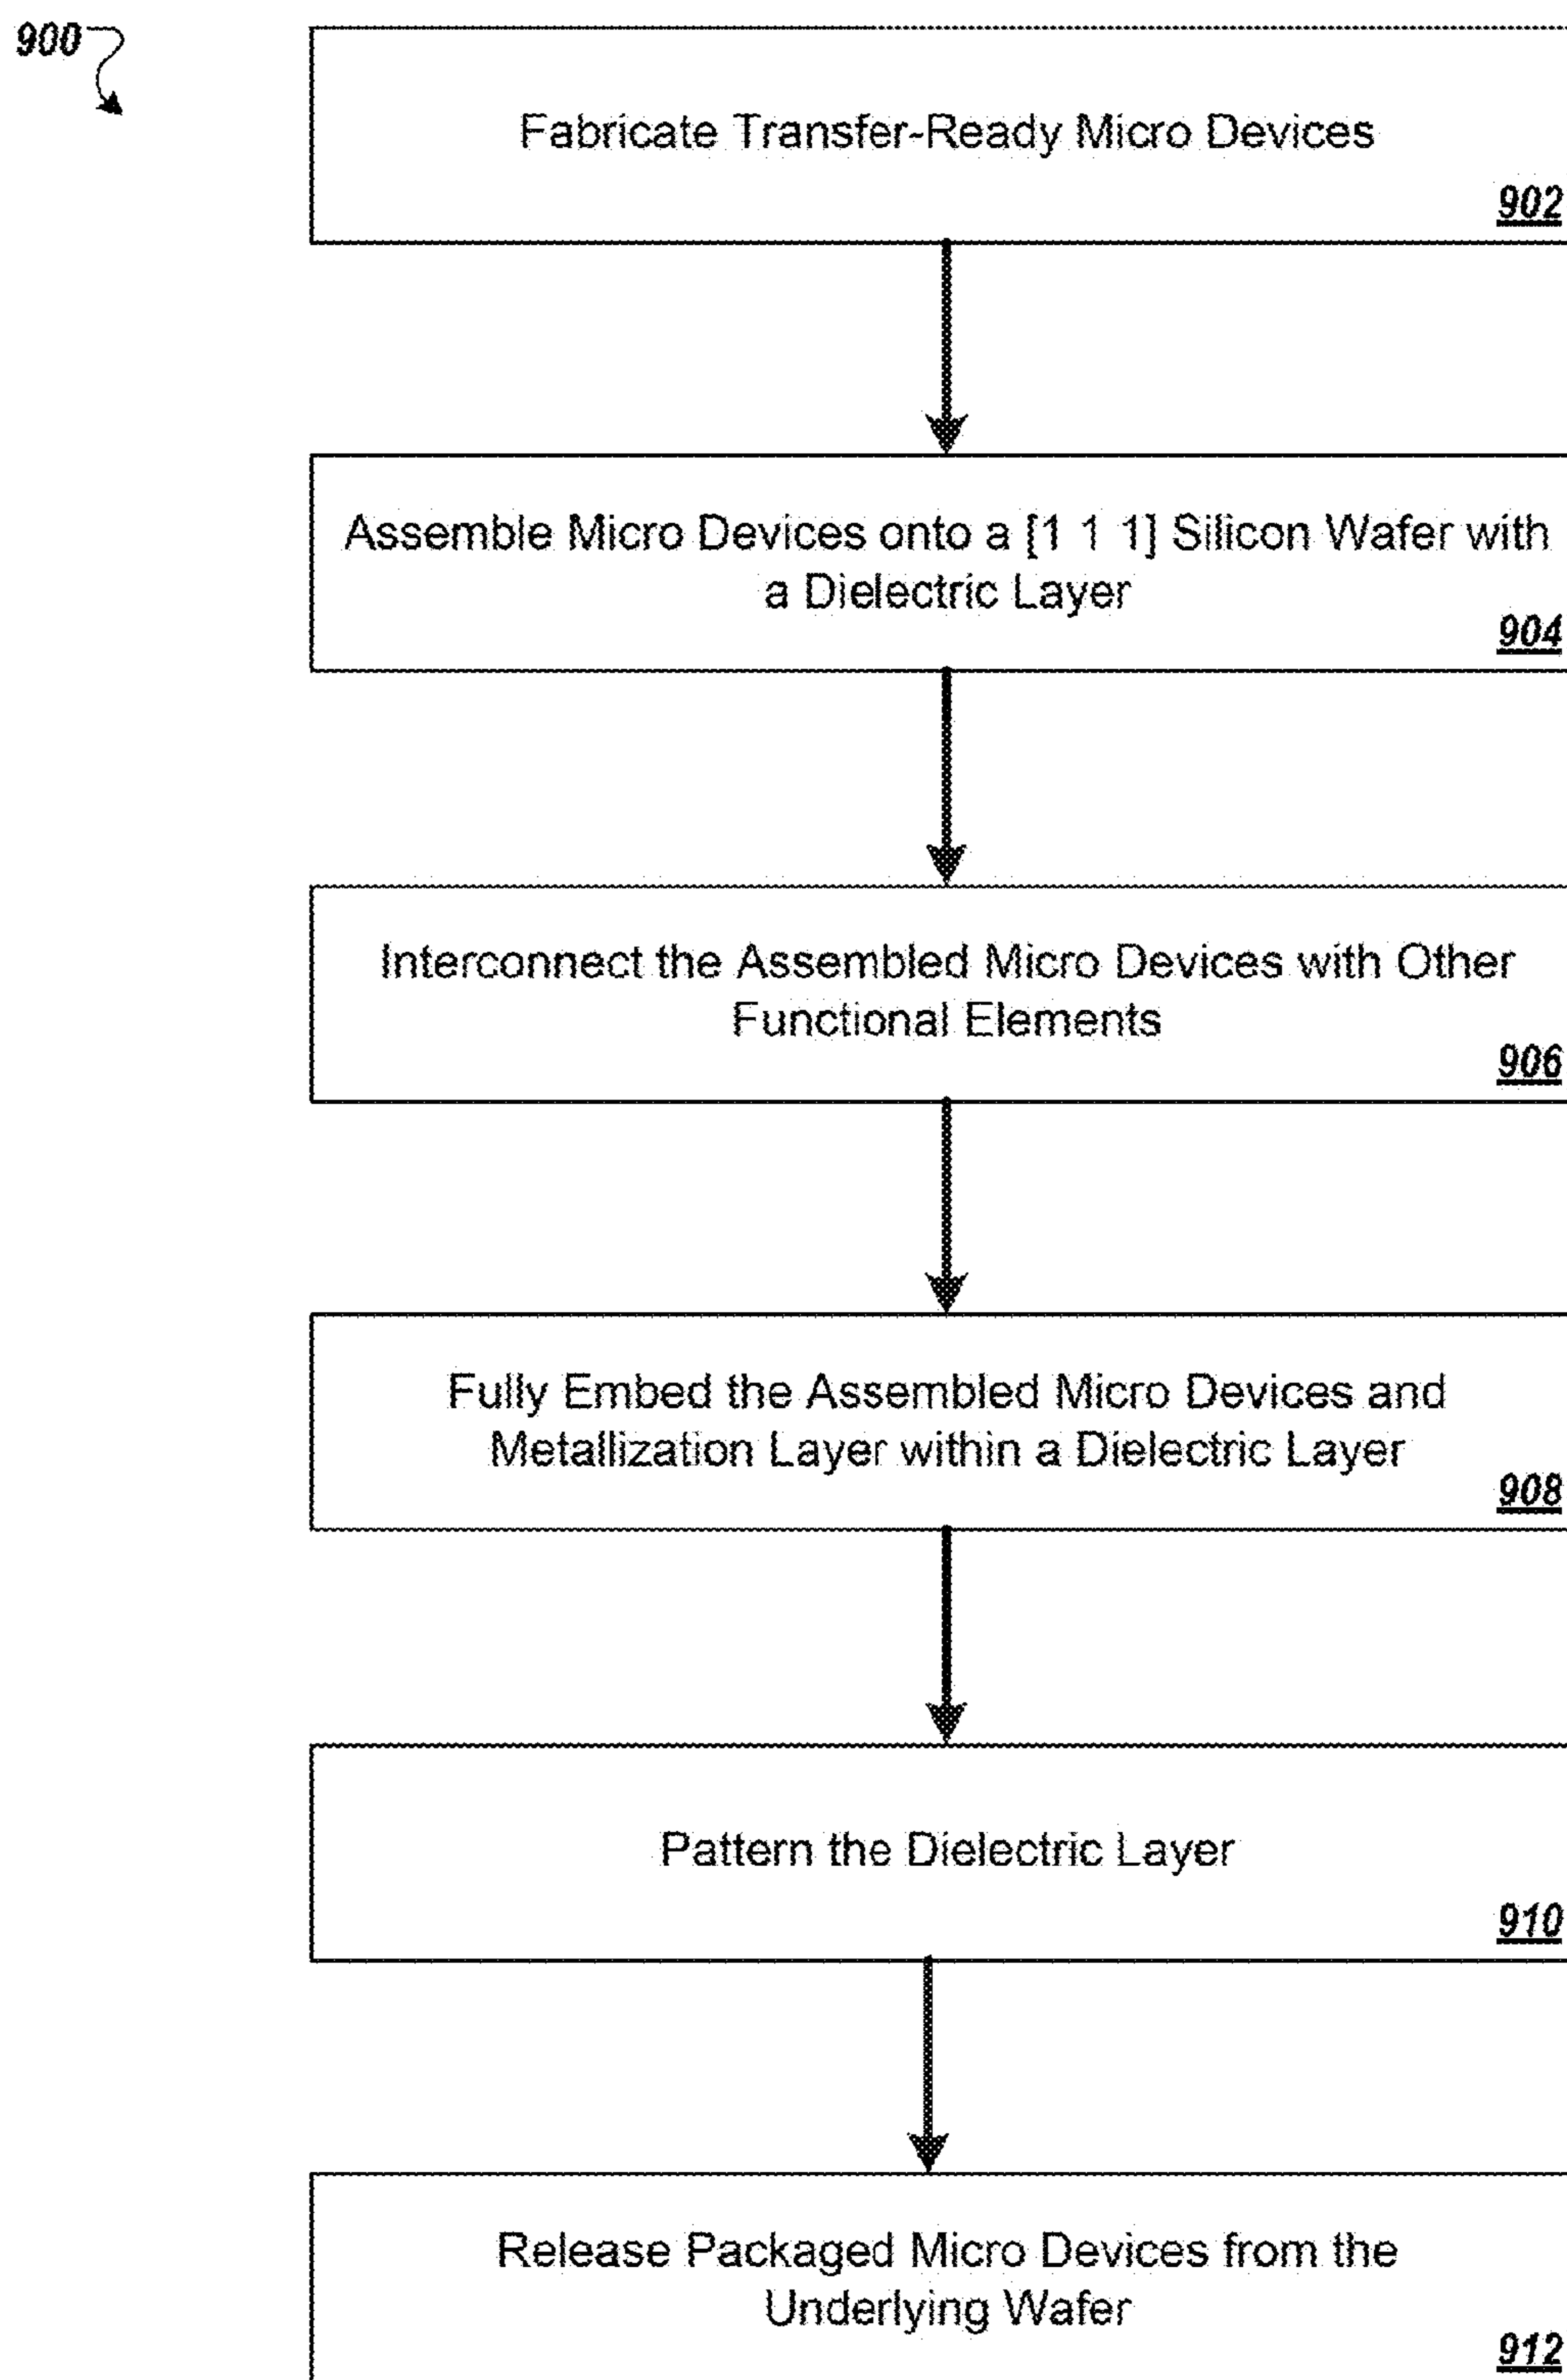 900
Fabricate Transfer-Ready Micro Devices
902
Assemble Micro Devices onto a [1 1 1] Silicon Wafer with
a Dielectric Layer
904
Interconnect the Assembled Micro Devices with Other
Functional Elements
906
Fully Embed the Assembled Micro Devices and
Metallization Layer within a Dielectric Layer
908
Pattern the Dielectric Layer
910
Release Packaged Micro Devices from the
Underlying Wafer
912